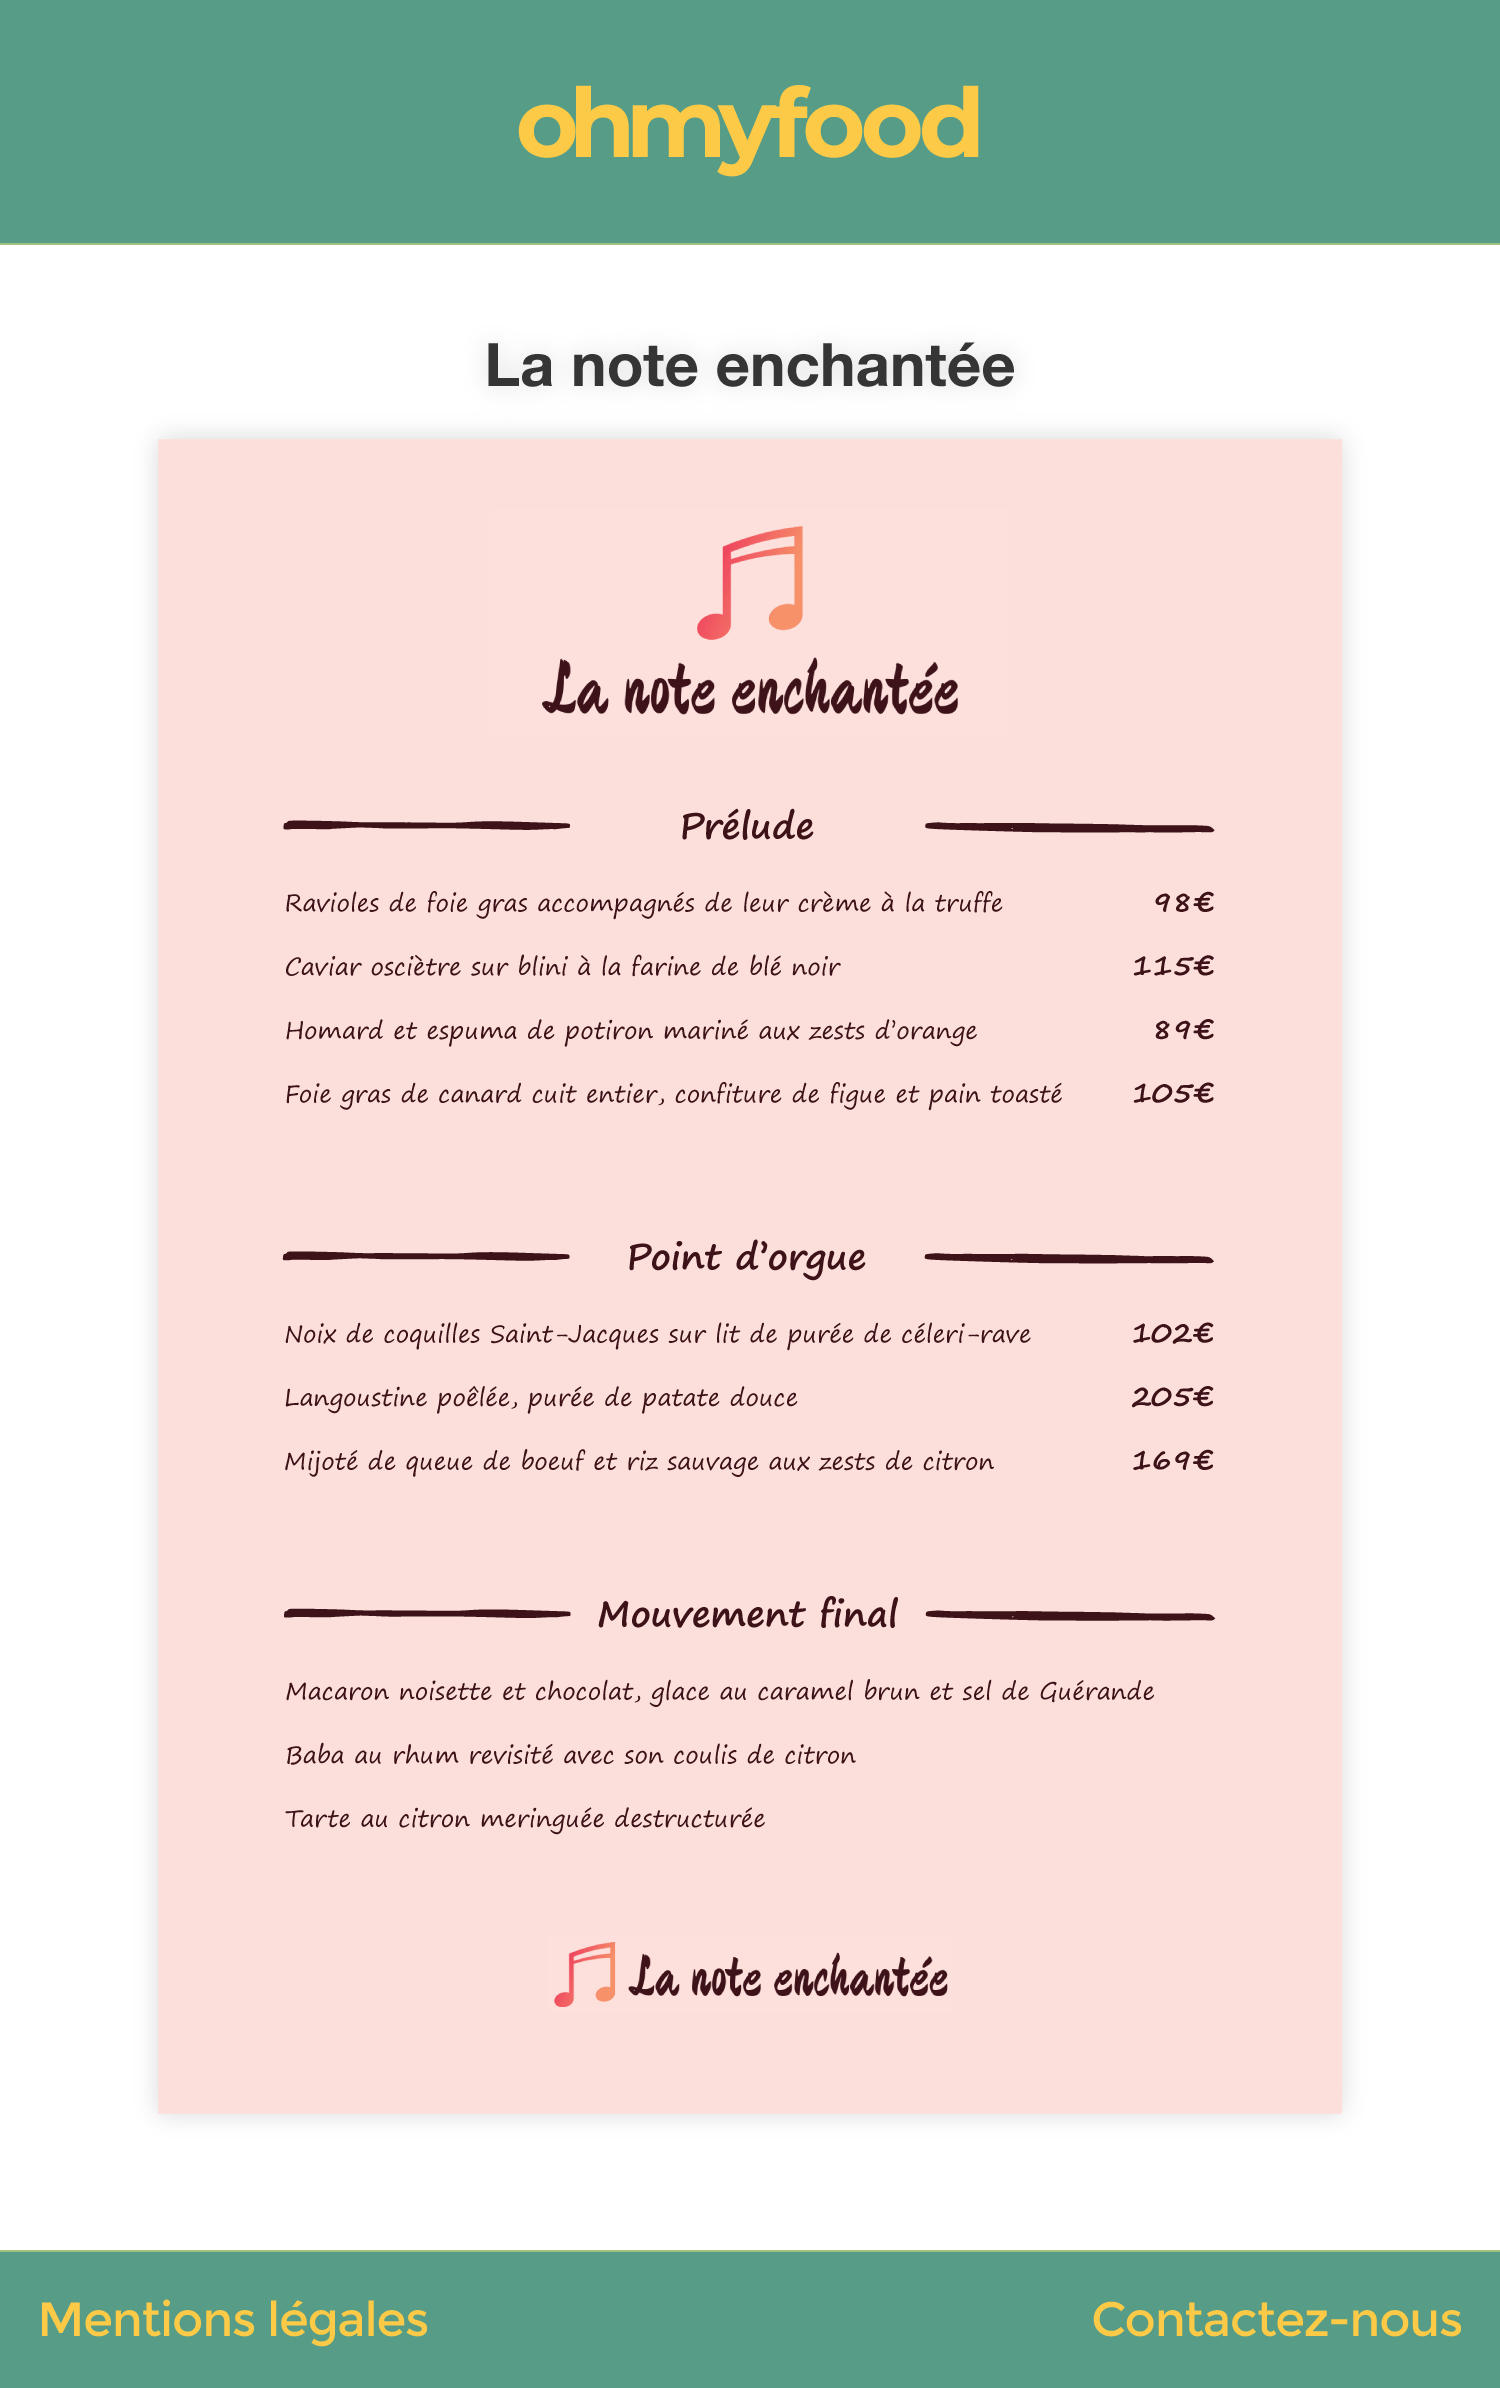 ohmyfood
La note enchantée
La note enchantée
Prélude
Ravioles de foie gras accompagnés de leur crème à la truffe 98€
Caviar osciètre sur blini à la farine de blé noir 115€
Homard et espuma de potiron mariné aux zests d’orange 89€
Foie gras de canard cuit entier, confiture de figue et pain toasté 105€
Point d’orgue
Noix de coquilles Saint-Jacques sur lit de purée de céleri-rave 102€
Langoustine poêlée, purée de patate douce 205€
Mijoté de queue de boeuf et riz sauvage aux zests de citron 169€
Mouvement final
Macaron noisette et chocolat, glace au caramel brun et sel de Guérande
Baba au rhum revisité avec son coulis de citron
Tarte au citron meringuée destructurée
La note enchantée
Mentions légales Contactez-nous